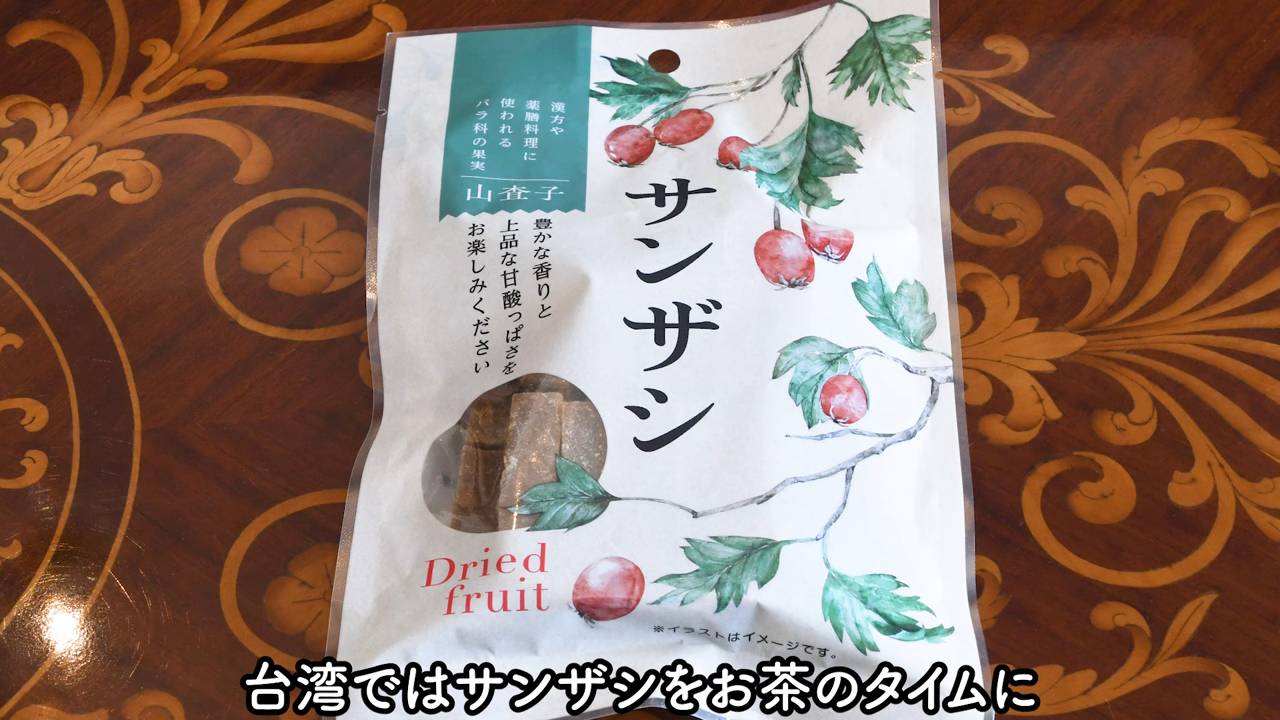 漢方や
薬膳料理に
使われる
バラ科の果実
山査子
豊かな香りと
上品な甘酸っぱさを
お楽しみください
サンザシ
Dried
fruit
※イラストはイメージです。
台湾ではサンザシをお茶のタイムに